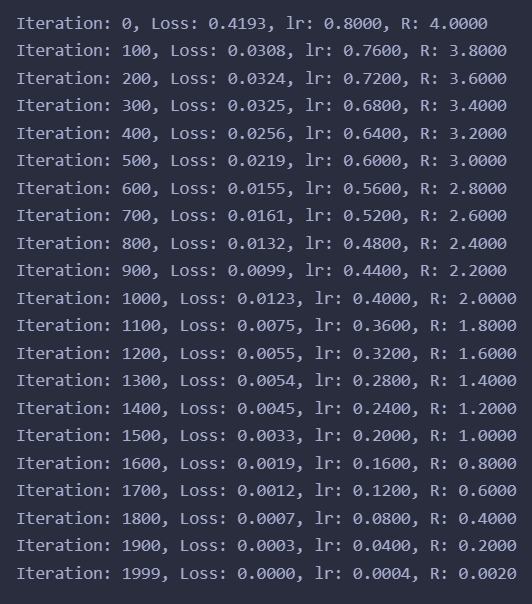 Iteration: 0, Loss: 0.4193, lr: 0.8000, R: 4.0000
Iteration: 100, Loss: 0.0308, lr: 0.7600, R: 3.8000
Iteration: 200, Loss: 0.0324, lr: 0.7200, R: 3.6000
Iteration: 300, Loss: 0.0325, lr: 0.6800, R: 3.4000
Iteration: 400, Loss: 0.0256, lr: 0.6400, R: 3.2000
Iteration: 500, Loss: 0.0219, lr: 0.6000, R: 3.0000
Iteration: 600, Loss: 0.0155, lr: 0.5600, R: 2.8000
Iteration: 700, Loss: 0.0161, lr: 0.5200, R: 2.6000
Iteration: 800, Loss: 0.0132, lr: 0.4800, R: 2.4000
Iteration: 900, Loss: 0.0099, lr: 0.4400, R: 2.2000
Iteration: 1000, Loss: 0.0123, lr: 0.4000, R: 2.0000
Iteration: 1100, Loss: 0.0075, lr: 0.3600, R: 1.8000
Iteration: 1200, Loss: 0.0055, lr: 0.3200, R: 1.6000
Iteration: 1300, Loss: 0.0054, lr: 0.2800, R: 1.4000
Iteration: 1400, Loss: 0.0045, lr: 0.2400, R: 1.2000
Iteration: 1500, Loss: 0.0033, lr: 0.2000, R: 1.0000
Iteration: 1600, Loss: 0.0019, lr: 0.1600, R: 0.8000
Iteration: 1700, Loss: 0.0012, lr: 0.1200, R: 0.6000
Iteration: 1800, Loss: 0.0007, lr: 0.0800, R: 0.4000
Iteration: 1900, Loss: 0.0003, lr: 0.0400, R: 0.2000
Iteration: 1999, Loss: 0.0000, lr: 0.0004, R: 0.0020